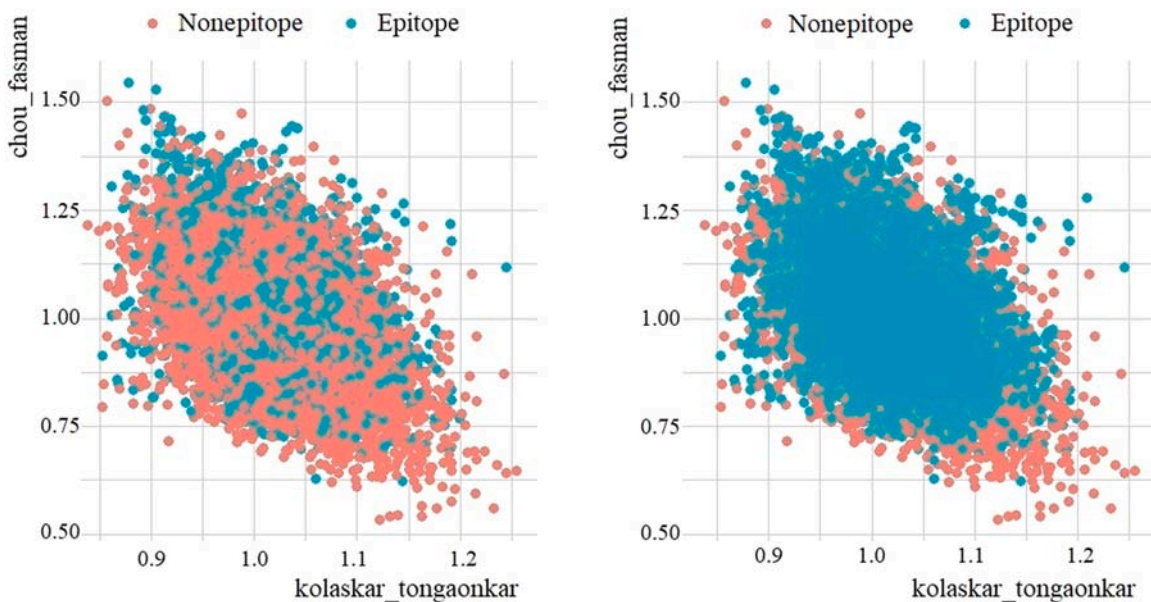 Nonepitope Epitope
chou_fasman
1.50
1.25
1.00
0.75
0.50
0.9 1.0 1.1 1.2
kolaskar_tongaonkar
Nonepitope Epitope
chou_fasman
1.50
1.25
1.00
0.75
0.50
0.9 1.0 1.1 1.2
kolaskar_tongaonkar